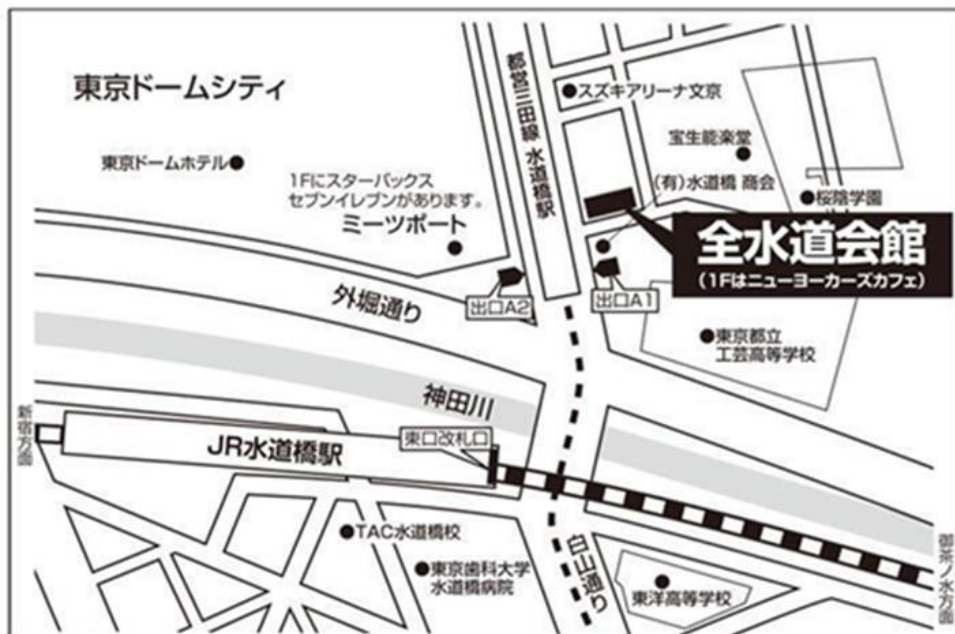 東京ドームシティ
都営三田線 水道橋駅
スズキアリーナ文京
宝生能楽堂
東京ドームホテル
1Fにスターバックス
セブンイレブンがあります。
ミーツポート
(有)水道橋 商会
桜蔭学園
全水道会館
(1Fはニューヨーカーズカフェ)
出口A2
出口A1
外堀通り
東京都立
工芸高等学校
神田川
新宿方面
東口改札口
JR水道橋駅
TAC水道橋校
東京歯科大学
水道橋病院
白山通り
東洋高等学校
御茶ノ水方面